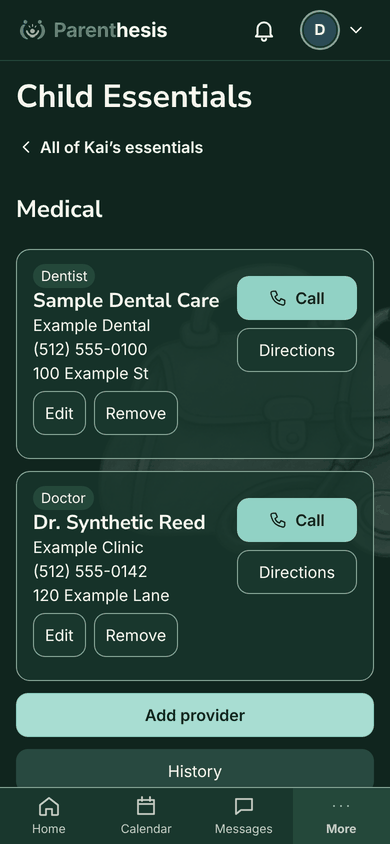 Parenthesis
D
Child Essentials
All of Kai’s essentials
Medical
Dentist
Sample Dental Care
Example Dental
(512) 555-0100
100 Example St
Call
Directions
Edit
Remove
Doctor
Dr. Synthetic Reed
Example Clinic
(512) 555-0142
120 Example Lane
Call
Directions
Edit
Remove
Add provider
History
Home
Calendar
Messages
More